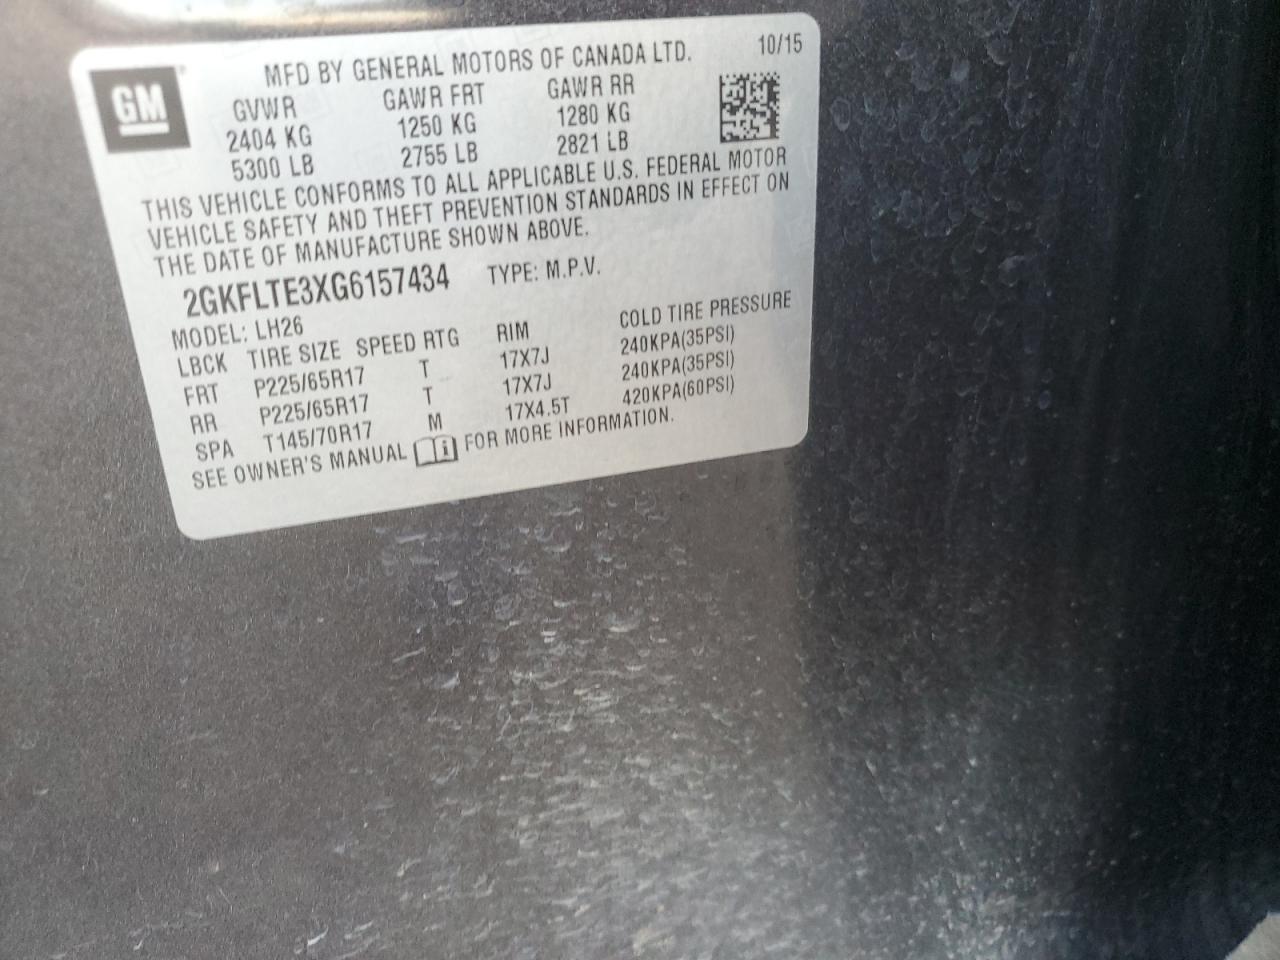 GM
MFD BY GENERAL MOTORS OF CANADA LTD. 10/15
GVWR GAWR FRT GAWR RR
2404 KG 1250 KG 1280 KG
5300 LB 2755 LB 2821 LB
THIS VEHICLE CONFORMS TO ALL APPLICABLE U.S. FEDERAL MOTOR
VEHICLE SAFETY AND THEFT PREVENTION STANDARDS IN EFFECT ON
THE DATE OF MANUFACTURE SHOWN ABOVE.
2GKFLTE3XG6157434 TYPE: M.P.V.
MODEL: LH26
LBCK TIRE SIZE SPEED RTG RIM COLD TIRE PRESSURE
FRT P225/65R17 T 17X7J 240KPA(35PSI)
RR P225/65R17 T 17X7J 240KPA(35PSI)
SPA T145/70R17 M 17X4.5T 420KPA(60PSI)
SEE OWNER'S MANUAL i FOR MORE INFORMATION.